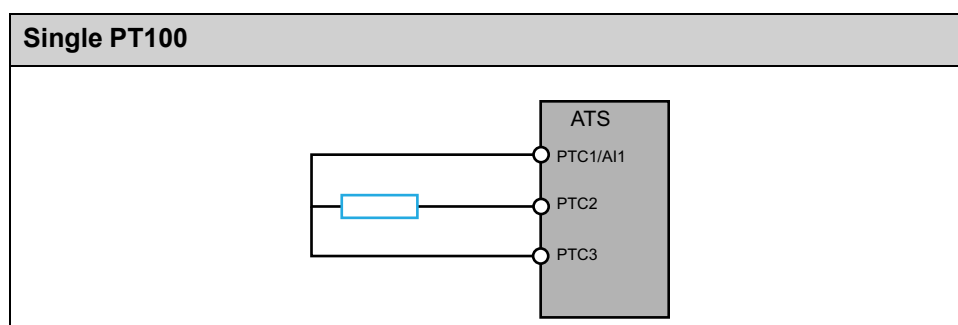 Single PT100
ATS
PTC1/AI1
PTC2
PTC3